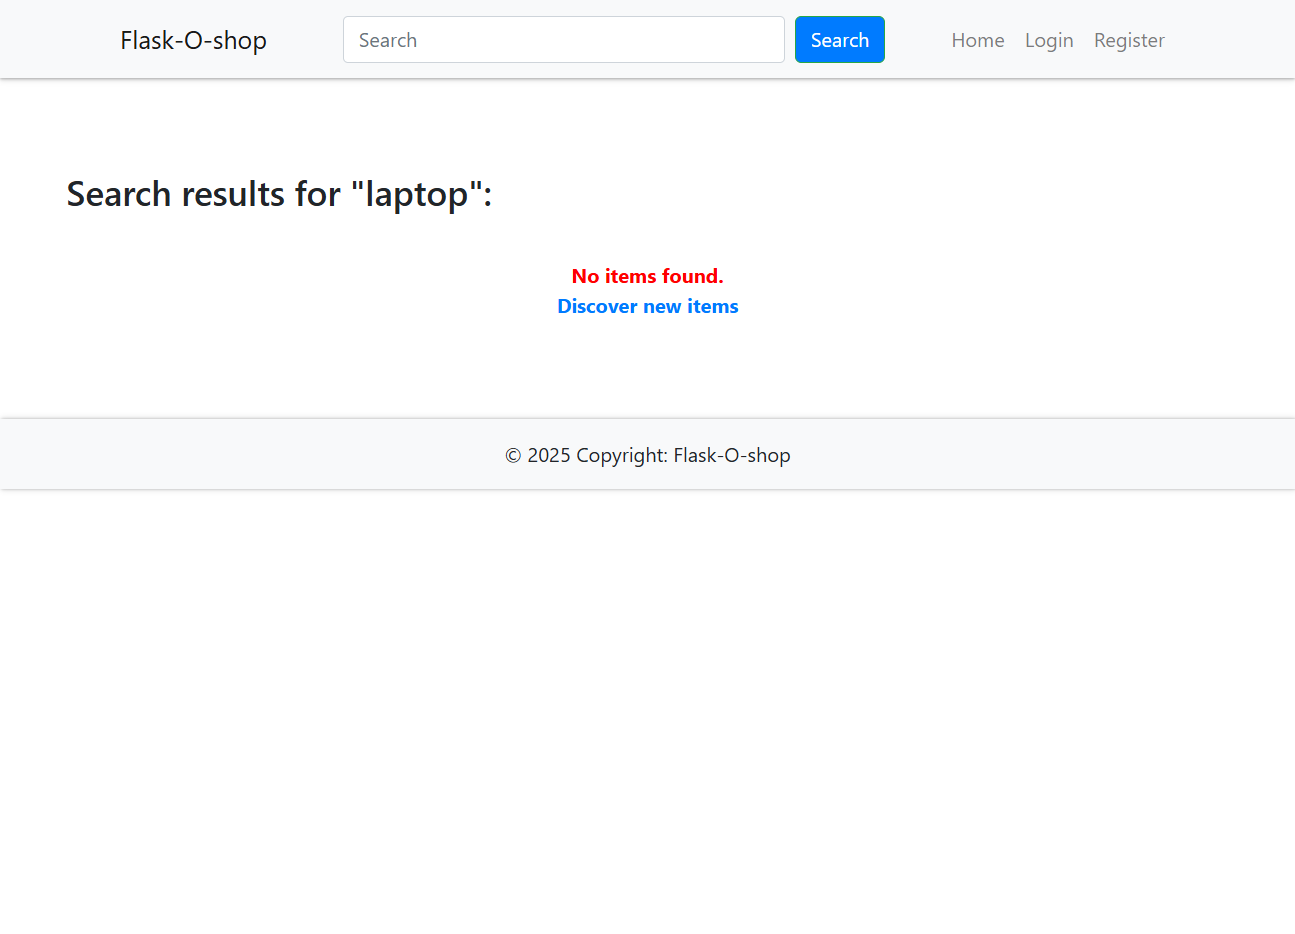 Flask-O-shop Search Search Home Login Register
Search results for "laptop":
No items found.
Discover new items
© 2025 Copyright: Flask-O-shop